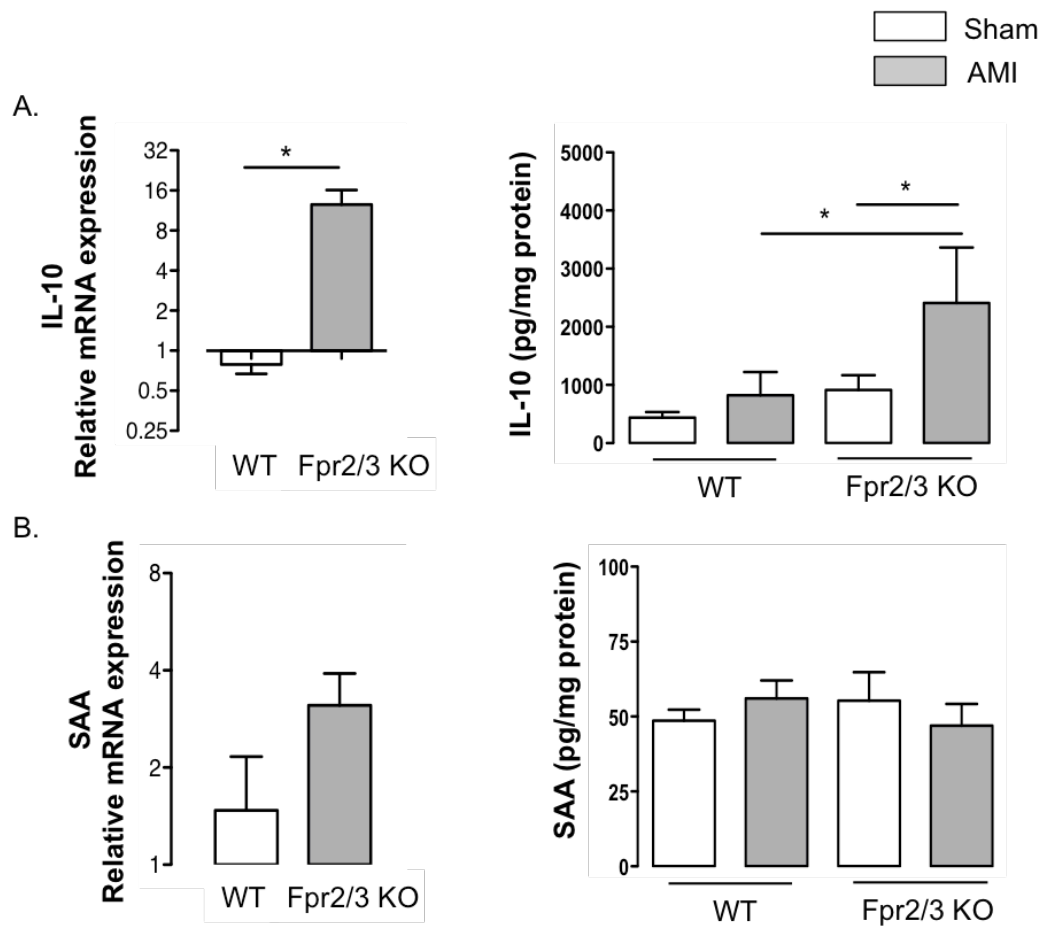 Sham
AMI
A.
IL-10
Relative mRNA expression
32
16
8
4
2
1
0.5
0.25
*
WT Fpr2/3 KO
IL-10 (pg/mg protein)
5000
4000
3000
2000
1000
0
*
*
WT
Fpr2/3 KO
B.
SAA
Relative mRNA expression
8
4
2
1
WT Fpr2/3 KO
SAA (pg/mg protein)
100
75
50
25
0
WT
Fpr2/3 KO